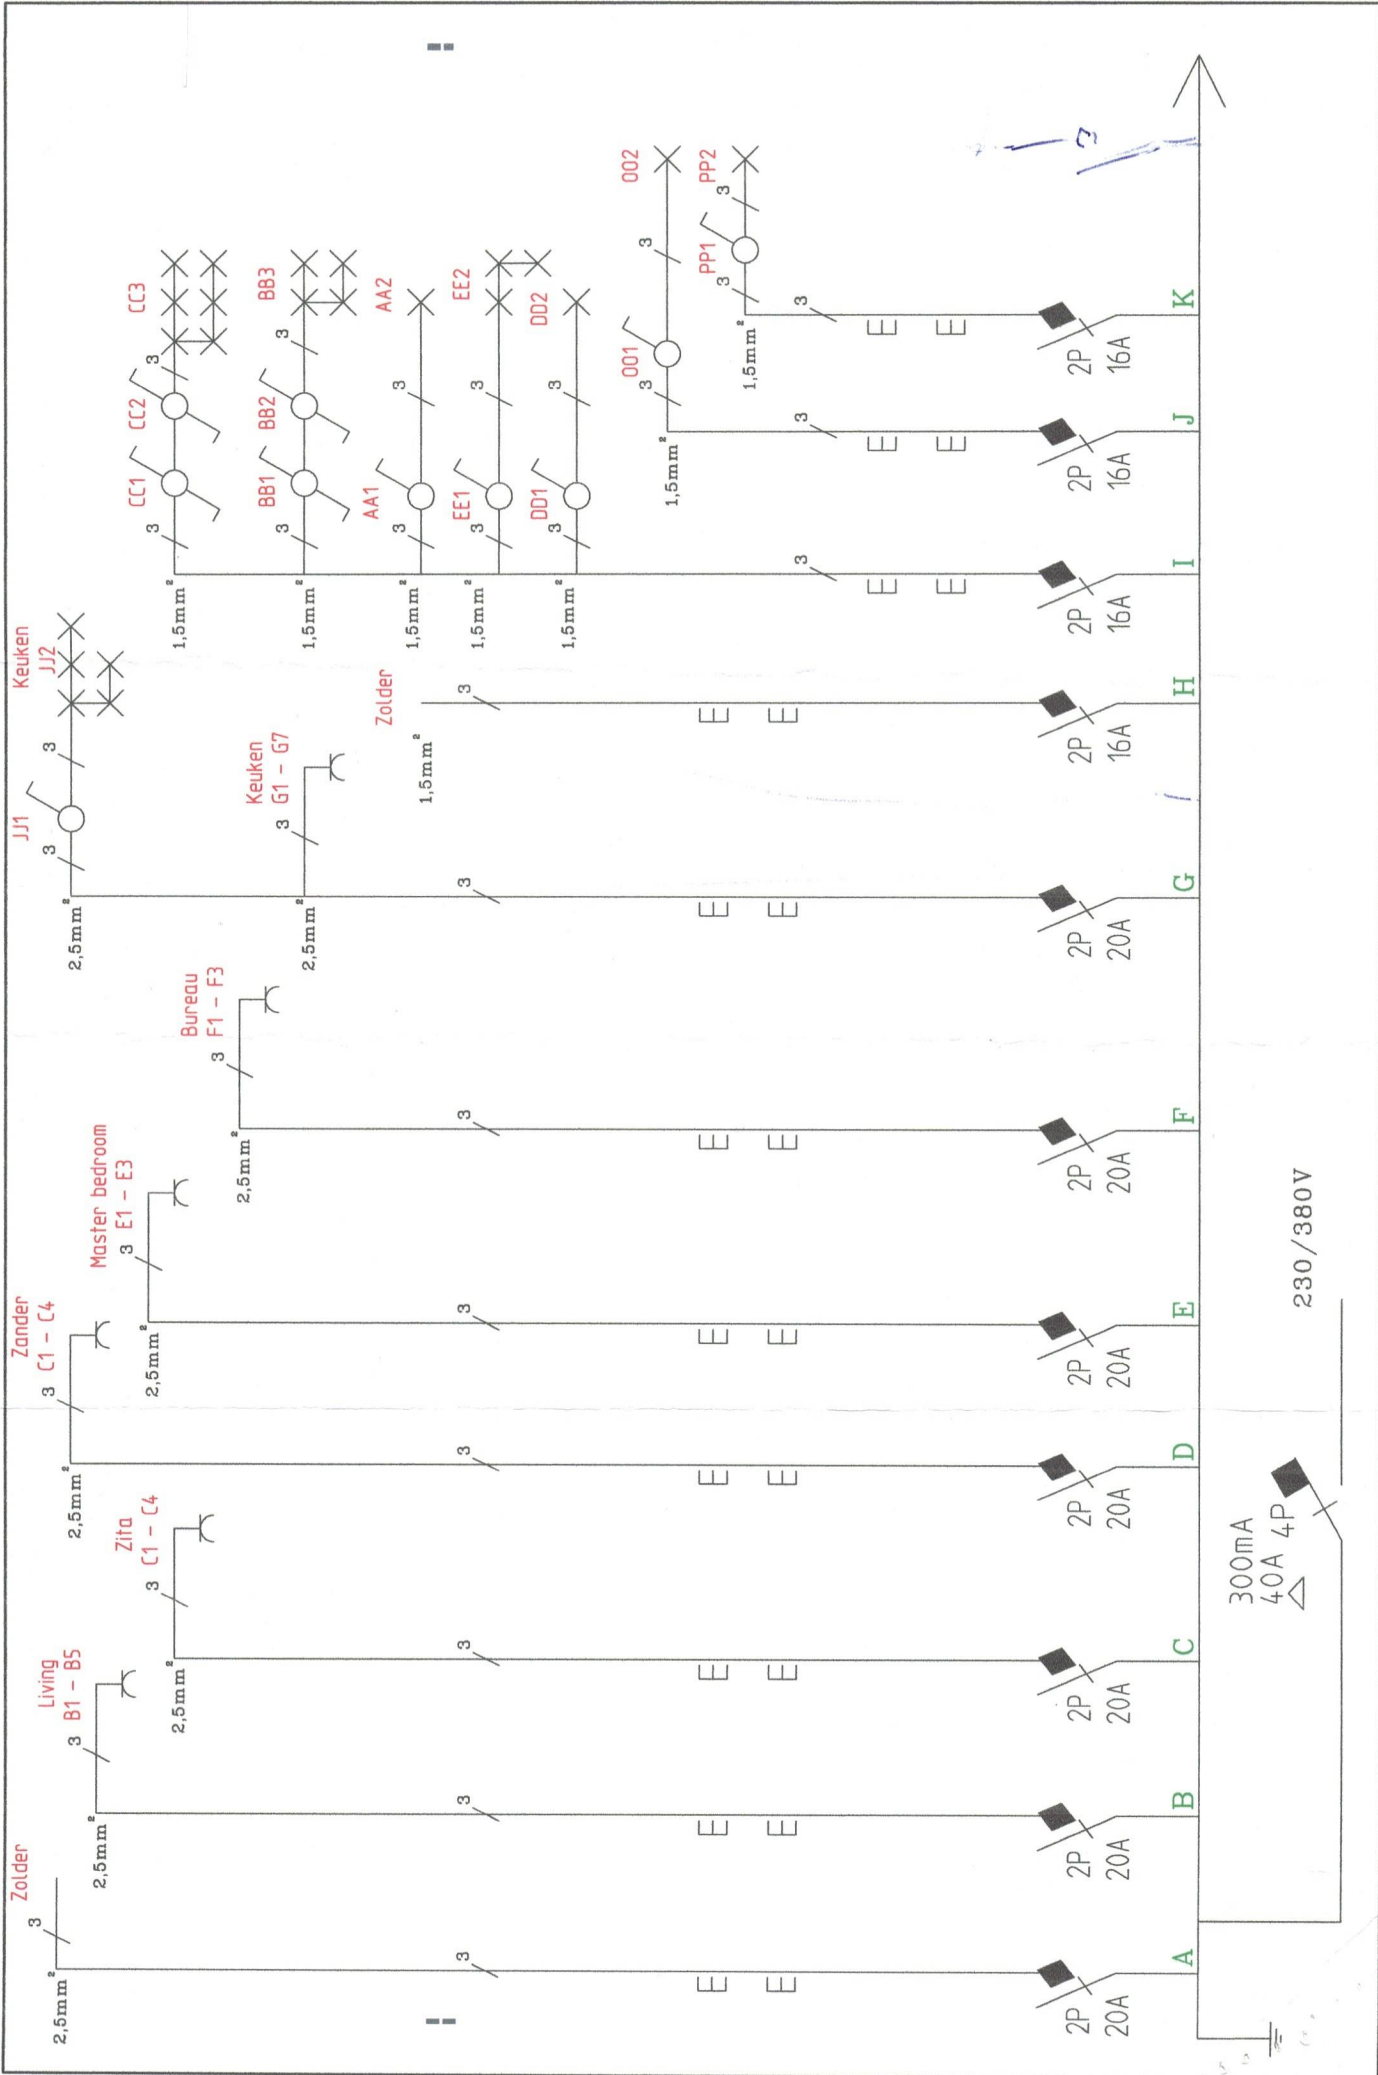 Zolder
3
2,5mm²
3
2P
20A
A
Living
3 B1 - B5
2,5mm²
3
2P
20A
B
Zita
3 C1 - C4
2,5mm²
3
2P
20A
C
Zander
3 C1 - C4
2,5mm²
3
2P
20A
D
Master bedroom
3 E1 - E3
2,5mm²
3
2P
20A
E
Bureau
3 F1 - F3
2,5mm²
3
2P
20A
F
JJ1
Keuken
JJ2
3
3
2,5mm²
Keuken
G1 - G7
3
2,5mm²
3
2P
20A
G
Zolder
1,5mm²
3
2P
16A
H
CC1
CC2
CC3
3
3
1,5mm²
BB1
BB2
BB3
3
3
1,5mm²
AA1
AA2
3
3
1,5mm²
EE1
EE2
3
3
1,5mm²
DD1
DD2
3
3
1,5mm²
3
2P
16A
I
OO1
OO2
3
3
1,5mm²
3
2P
16A
J
PP1
PP2
3
3
1,5mm²
3
2P
16A
K
300mA
40A 4P
230/380V